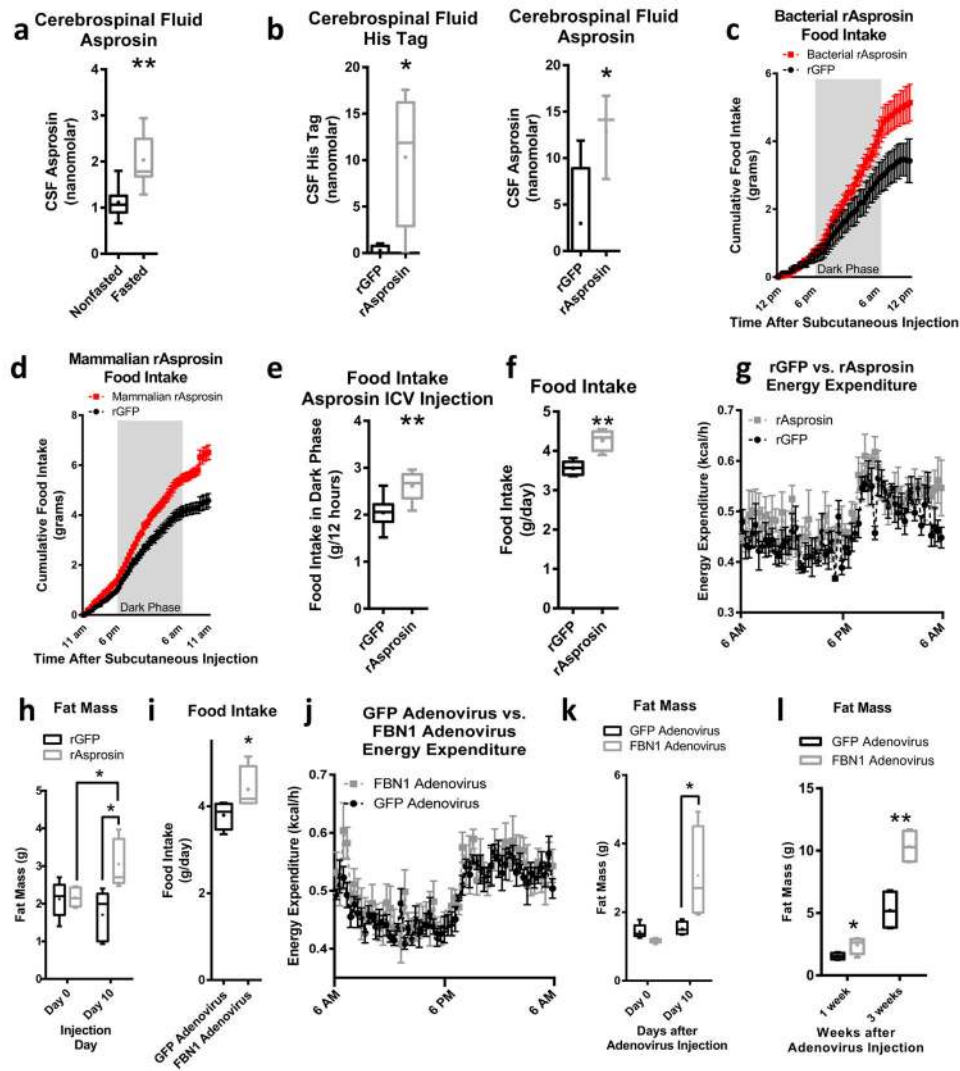 a
Cerebrospinal Fluid
Asprosin
**
CSF Asprosin
(nanomolar)
4
3
2
1
0
Nonfasted
Fasted
b
Cerebrospinal Fluid
His Tag
*
CSF His Tag
(nanomolar)
20
15
10
5
0
rGFP
rAsprosin
Cerebrospinal Fluid
Asprosin
*
CSF Asprosin
(nanomolar)
20
15
10
5
0
rGFP
rAsprosin
c
Bacterial rAsprosin
Food Intake
Bacterial rAsprosin
rGFP
Cumulative Food Intake
(grams)
6
4
2
0
Dark Phase
12 pm
6 pm
6 am
12 pm
Time After Subcutaneous Injection
d
Mammalian rAsprosin
Food Intake
Mammalian rAsprosin
rGFP
Cumulative Food Intake
(grams)
8
6
4
2
0
Dark Phase
11 am
6 pm
6 am
11 am
Time After Subcutaneous Injection
e
Food Intake
Asprosin ICV Injection
**
Food Intake in Dark Phase
(g/12 hours)
4
3
2
1
0
rGFP
rAsprosin
f
Food Intake
**
Food Intake
(g/day)
5
4
3
2
1
0
rGFP
rAsprosin
g
rGFP vs. rAsprosin
Energy Expenditure
rAsprosin
rGFP
Energy Expenditure (kcal/h)
0.7
0.6
0.5
0.4
0.3
6 AM
6 PM
6 AM
h
Fat Mass
rGFP
rAsprosin
*
*
Fat Mass (g)
5
4
3
2
1
0
Day 0
Day 10
Injection
Day
i
Food Intake
*
Food Intake
(g/day)
6
4
2
0
GFP Adenovirus
FBN1 Adenovirus
j
GFP Adenovirus vs.
FBN1 Adenovirus
Energy Expenditure
FBN1 Adenovirus
GFP Adenovirus
Energy Expenditure (kcal/h)
0.7
0.6
0.5
0.4
6 AM
6 PM
6 AM
k
Fat Mass
GFP Adenovirus
FBN1 Adenovirus
*
Fat Mass (g)
6
4
2
0
Day 0
Day 10
Days after
Adenovirus Injection
l
Fat Mass
GFP Adenovirus
FBN1 Adenovirus
*
**
Fat Mass (g)
15
10
5
0
1 week
3 weeks
Weeks after
Adenovirus Injection